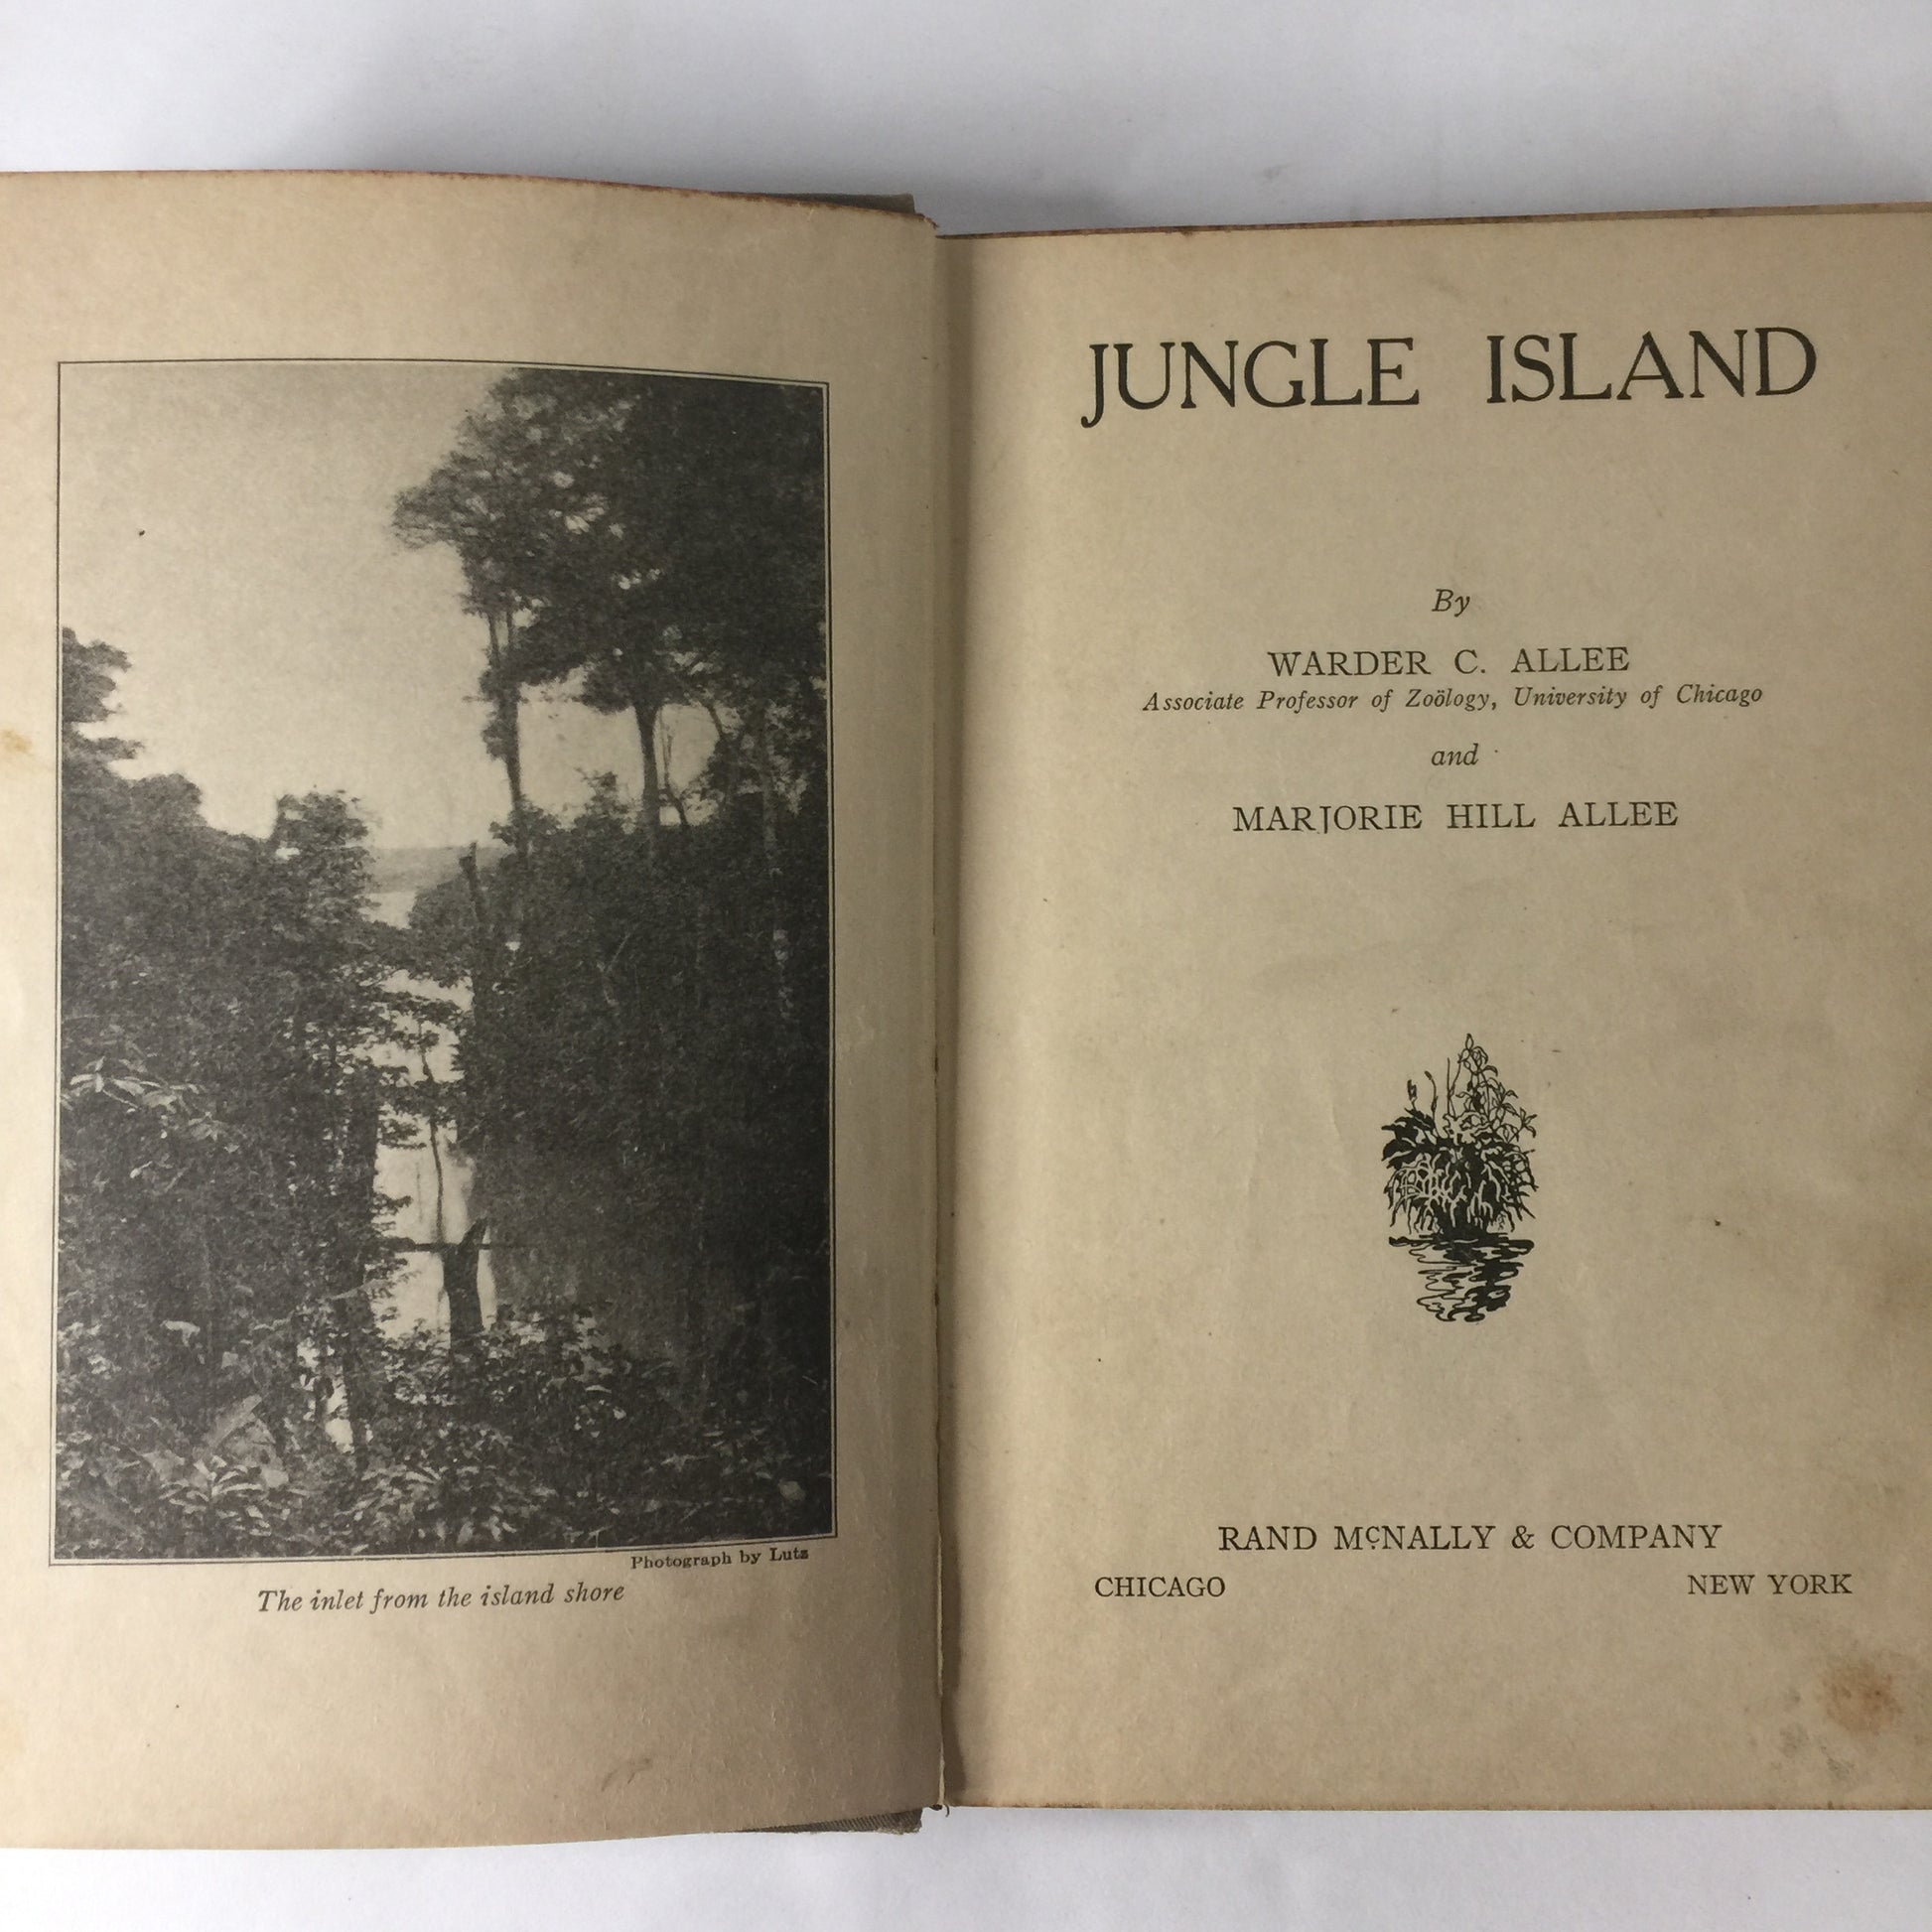 Photograph by Lutz
The inlet from the island shore
JUNGLE ISLAND
By
WARDER C. ALLEE
Associate Professor of Zoölogy, University of Chicago
and
MARJORIE HILL ALLEE
RAND McNALLY & COMPANY
CHICAGO NEW YORK